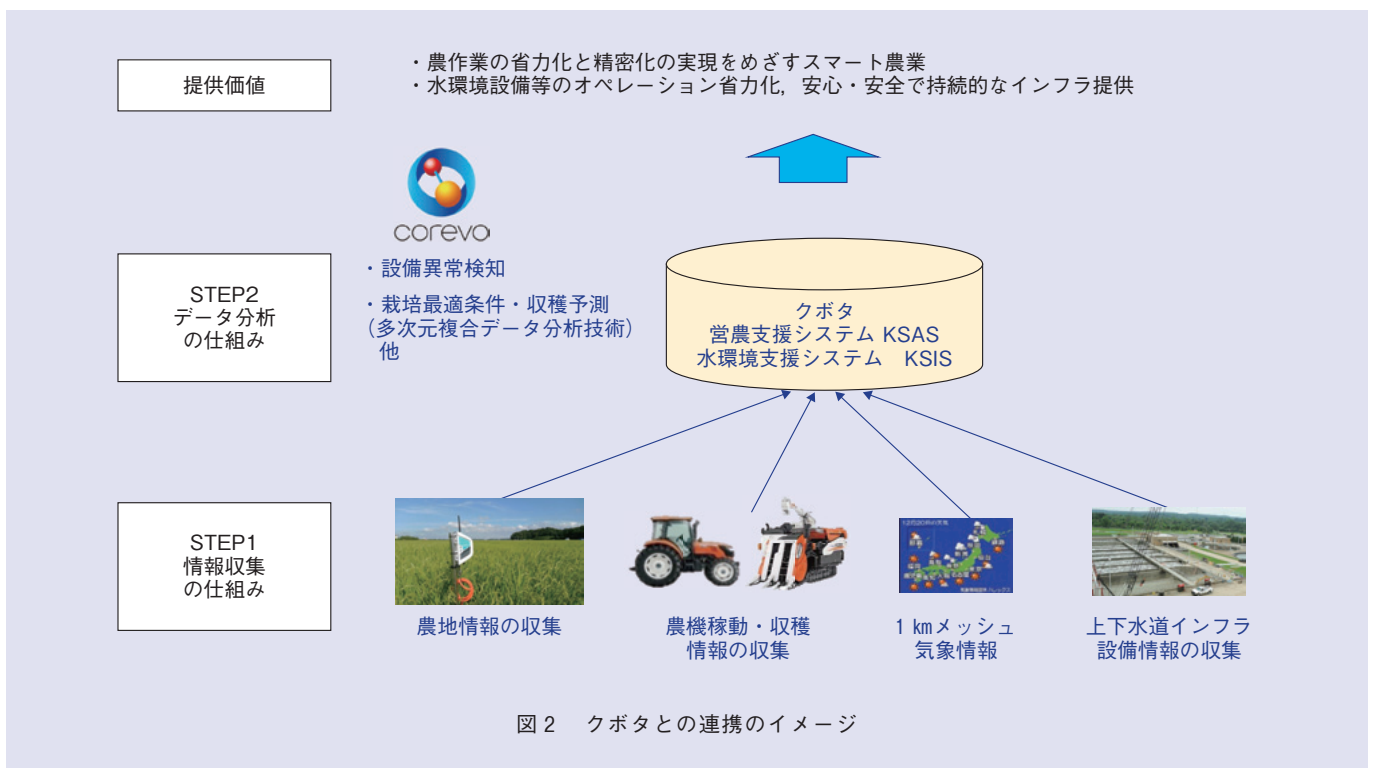 提供価値
・農作業の省力化と精密化の実現をめざすスマート農業
・水環境設備等のオペレーション省力化，安心・安全で持続的なインフラ提供
corevo
STEP2
データ分析
の仕組み
・設備異常検知
・栽培最適条件・収穫予測
（多次元複合データ分析技術）
他
クボタ
営農支援システム KSAS
水環境支援システム　KSIS
STEP1
情報収集
の仕組み
農地情報の収集
農機稼動・収穫
情報の収集
1 kmメッシュ
気象情報
上下水道インフラ
設備情報の収集
図2　クボタとの連携のイメージ